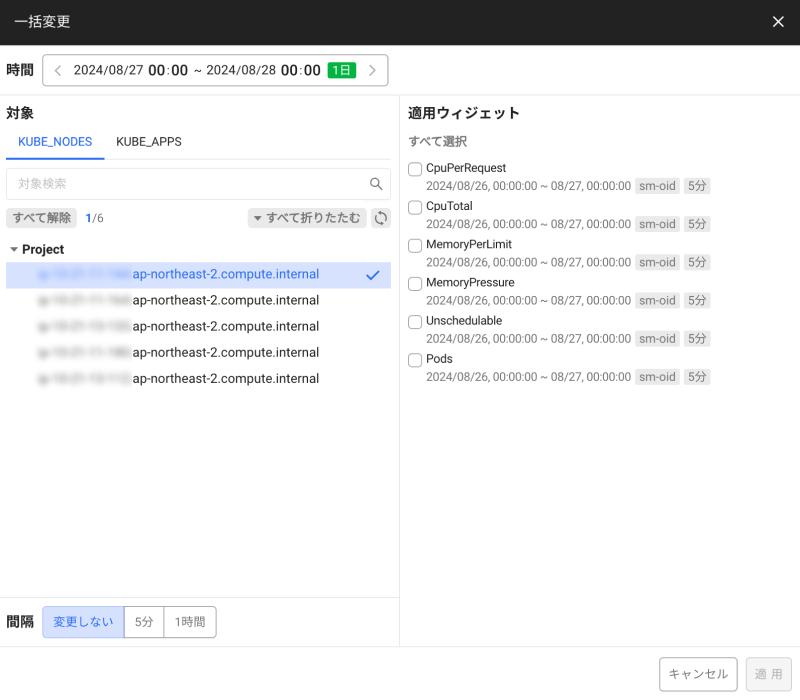 一括変更
時間 2024/08/27 00:00 ~ 2024/08/28 00:00 1日
対象
KUBE_NODES KUBE_APPS
対象検索
すべて解除 1/6 すべて折りたたむ
Project
ap-northeast-2.compute.internal
ap-northeast-2.compute.internal
ap-northeast-2.compute.internal
ap-northeast-2.compute.internal
ap-northeast-2.compute.internal
間隔 変更しない 5分 1時間
適用ウィジェット
すべて選択
CpuPerRequest
2024/08/26, 00:00:00 ~ 08/27, 00:00:00 sm-oid 5分
CpuTotal
2024/08/26, 00:00:00 ~ 08/27, 00:00:00 sm-oid 5分
MemoryPerLimit
2024/08/26, 00:00:00 ~ 08/27, 00:00:00 sm-oid 5分
MemoryPressure
2024/08/26, 00:00:00 ~ 08/27, 00:00:00 sm-oid 5分
Unschedulable
2024/08/26, 00:00:00 ~ 08/27, 00:00:00 sm-oid 5分
Pods
2024/08/26, 00:00:00 ~ 08/27, 00:00:00 sm-oid 5分
キャンセル 適用